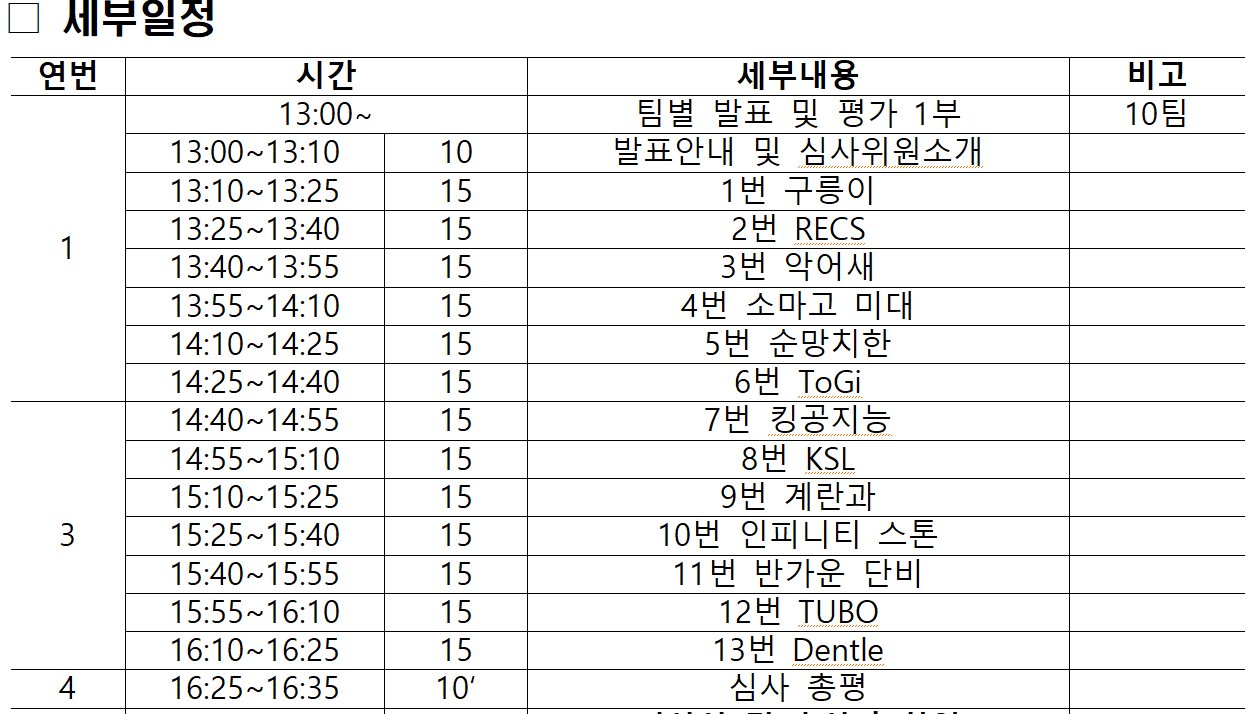 □ 세부일정
연번 시간 세부내용 비고
13:00~ 팀별 발표 및 평가 1부 10팀
13:00~13:10 10 발표안내 및 심사위원소개
13:10~13:25 15 1번 구릉이
13:25~13:40 15 2번 RECS
1
13:40~13:55 15 3번 악어새
13:55~14:10 15 4번 소마고 미대
14:10~14:25 15 5번 순망치한
14:25~14:40 15 6번 ToGi
14:40~14:55 15 7번 킹공지능
14:55~15:10 15 8번 KSL
15:10~15:25 15 9번 계란과
3 15:25~15:40 15 10번 인피니티 스톤
15:40~15:55 15 11번 반가운 단비
15:55~16:10 15 12번 TUBO
16:10~16:25 15 13번 Dentle
4 16:25~16:35 10‘ 심사 총평